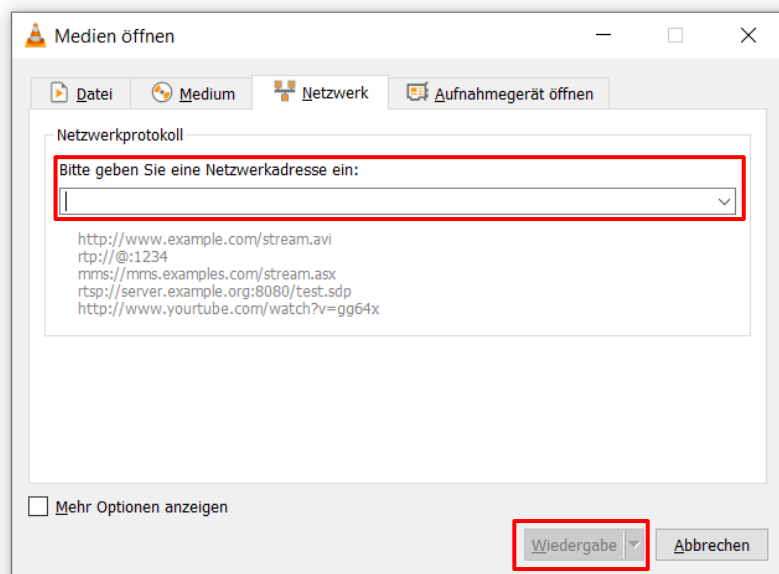 Medien öffnen
Datei
Medium
Netzwerk
Aufnahmegerät öffnen
Netzwerkprotokoll
Bitte geben Sie eine Netzwerkadresse ein:
http://www.example.com/stream.avi
rtp://@:1234
mms://mms.examples.com/stream.asx
rtsp://server.example.org:8080/test.sdp
http://www.yourtube.com/watch?v=gg64x
Mehr Optionen anzeigen
Wiedergabe
Abbrechen